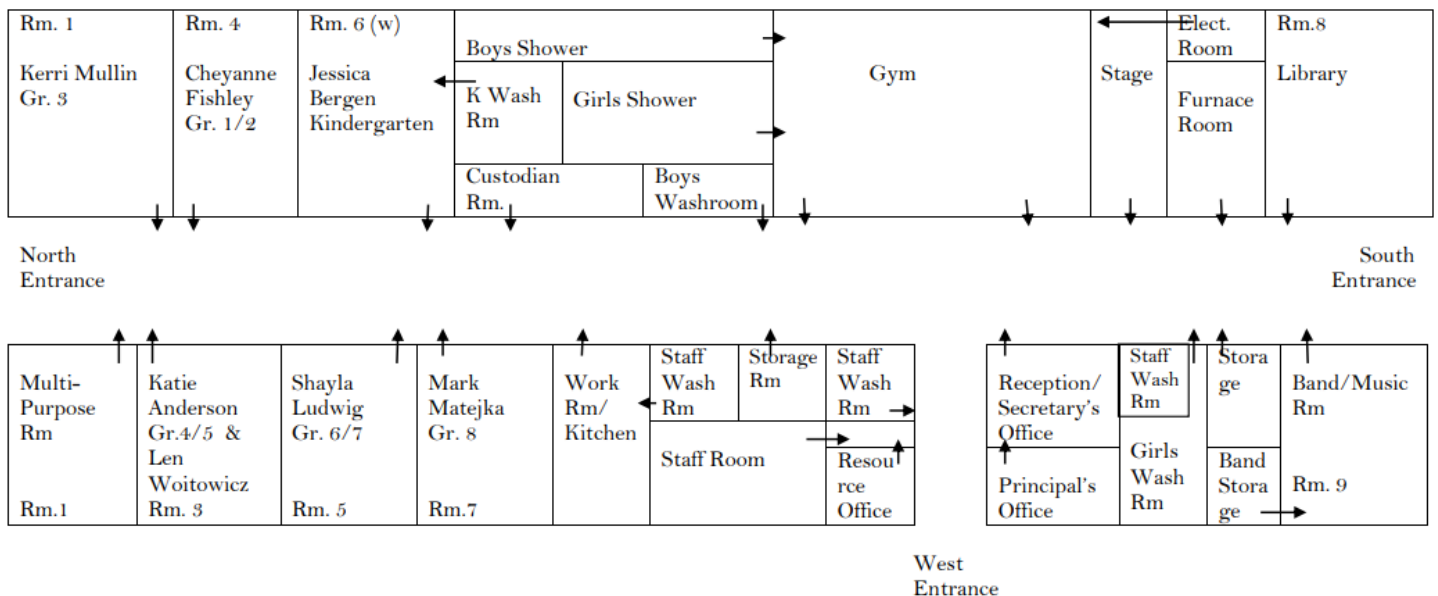 Rm. 1
Kerri Mullin
Gr. 3
Rm. 4
Cheyanne
Fishley
Gr. 1/2
Rm. 6 (w)
Jessica
Bergen
Kindergarten
Boys Shower
K Wash
Rm
Girls Shower
Custodian
Rm.
Boys
Washroom
Gym
Stage
Elect.
Room
Furnace
Room
Rm.8
Library
North
Entrance
South
Entrance
Multi-
Purpose
Rm
Rm.1
Katie
Anderson
Gr.4/5 &
Len
Woitowicz
Rm. 3
Shayla
Ludwig
Gr. 6/7
Rm. 5
Mark
Matejka
Gr. 8
Rm.7
Work
Rm/
Kitchen
Staff
Wash
Rm
Storage
Rm
Staff
Wash
Rm
Staff Room
Resou
rce
Office
Reception/
Secretary's
Office
Principal's
Office
Staff
Wash
Rm
Girls
Wash
Rm
Stora
ge
Band
Stora
ge
Band/Music
Rm
Rm. 9
West
Entrance